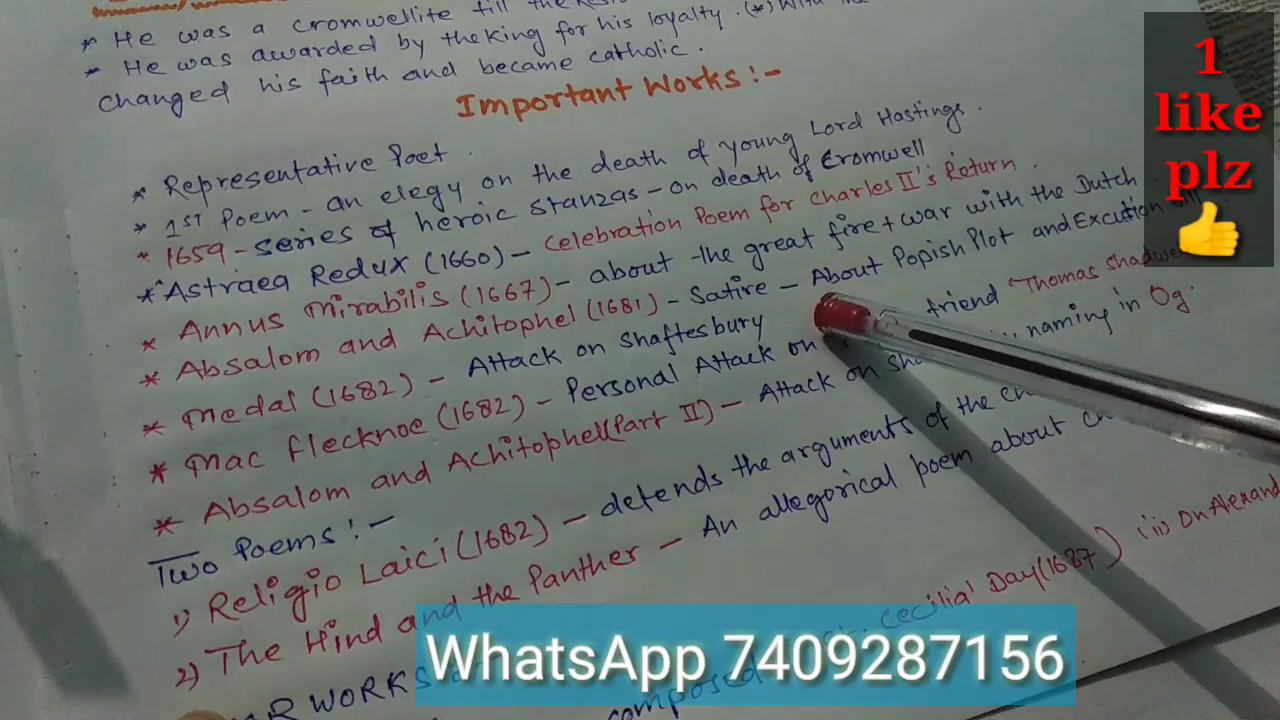 * He was a Cromwellite till the
* He was awarded by the king for his loyalty. (*) With the
changed his faith and became catholic.
Important Works:-
* Representative Poet.
* 1ST Poem - an elegy on the death of young Lord Hastings.
* 1659 - series of heroic stanzas - on death of Cromwell
* Astraea Redux (1660) - Celebration Poem for Charles II's Return.
* Annus Mirabilis (1667) - about the great fire + war with the Dutch
* Absalom and Achitophel (1681) - Satire - About Popish Plot and Excution
* Medal (1682) - Attack on Shaftesbury
* Mac Flecknoe (1682) - Personal Attack on friend 'Thomas Shadwe
* Absalom and Achitophel(Part II) - Attack on sha naming in Og.
Two Poems:-
1) Religio Laici (1682) - defends the arguments of the
2) The Hind and the Panther - An allegorical poem about
R WORKS
composed Cecilia' Day (1687) (ii) On Alexand
1
like
plz
👍
WhatsApp 7409287156